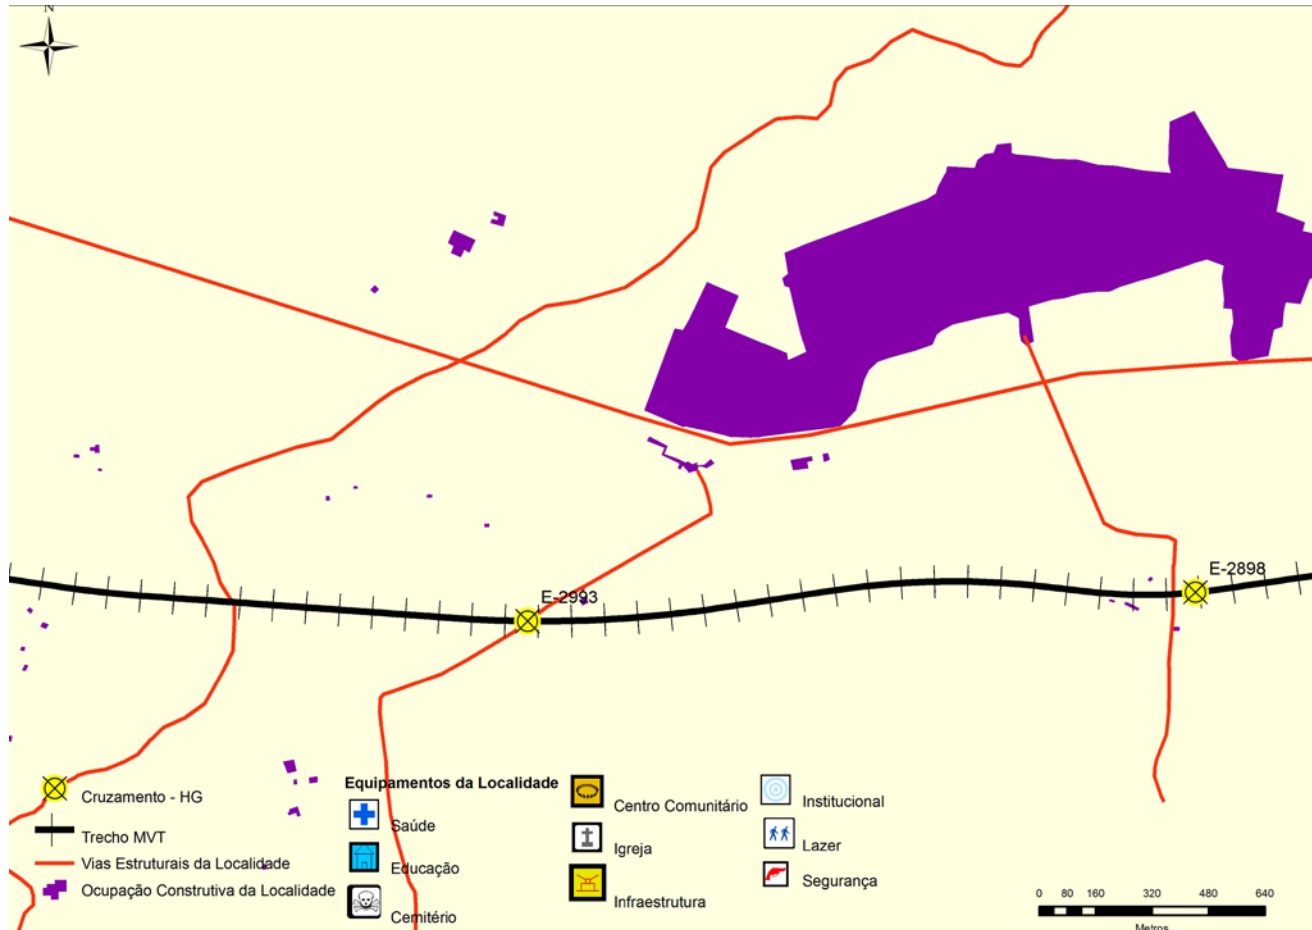 N
E-2993
E-2898
Cruzamento - HG
Trecho MVT
Vias Estruturais da Localidade
Ocupação Construtiva da Localidade
Equipamentos da Localidade
Saúde
Educação
Cemitério
Centro Comunitário
Igreja
Infraestrutura
Institucional
Lazer
Segurança
0 80 160 320 480 640
Metros